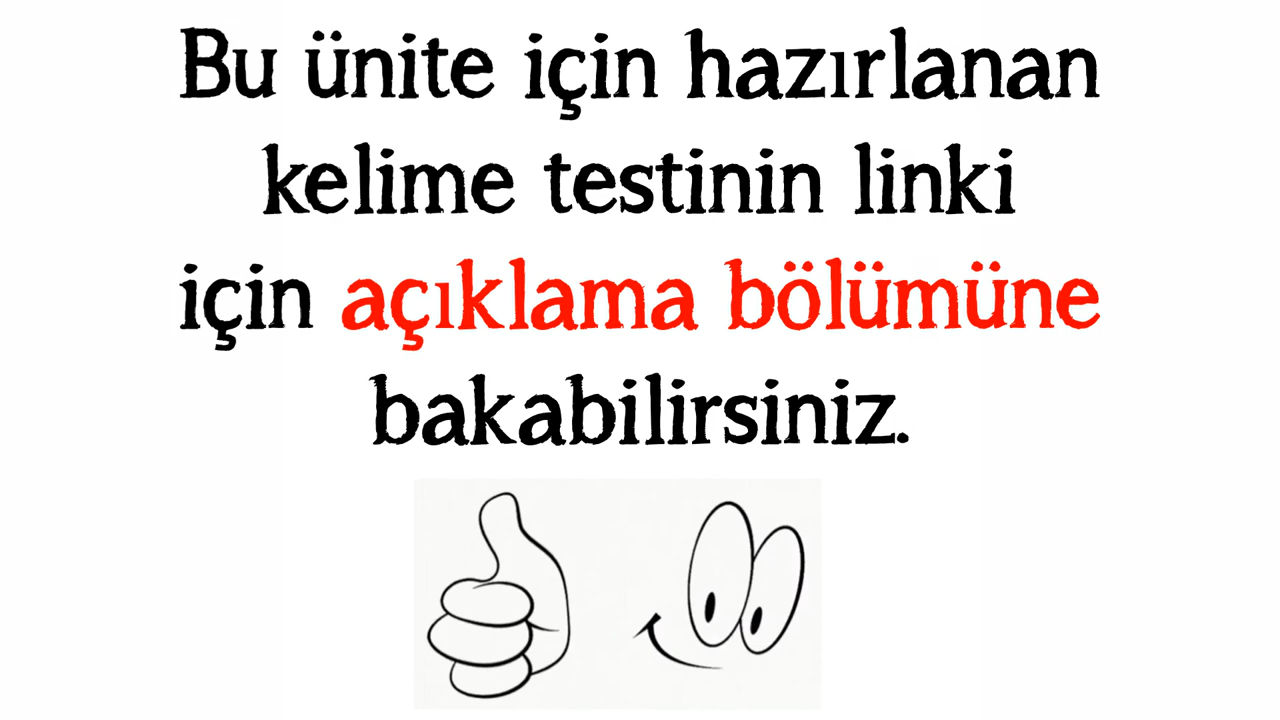 Bu ünite için hazırlanan
kelime testinin linki
için açıklama bölümüne
bakabilirsiniz.